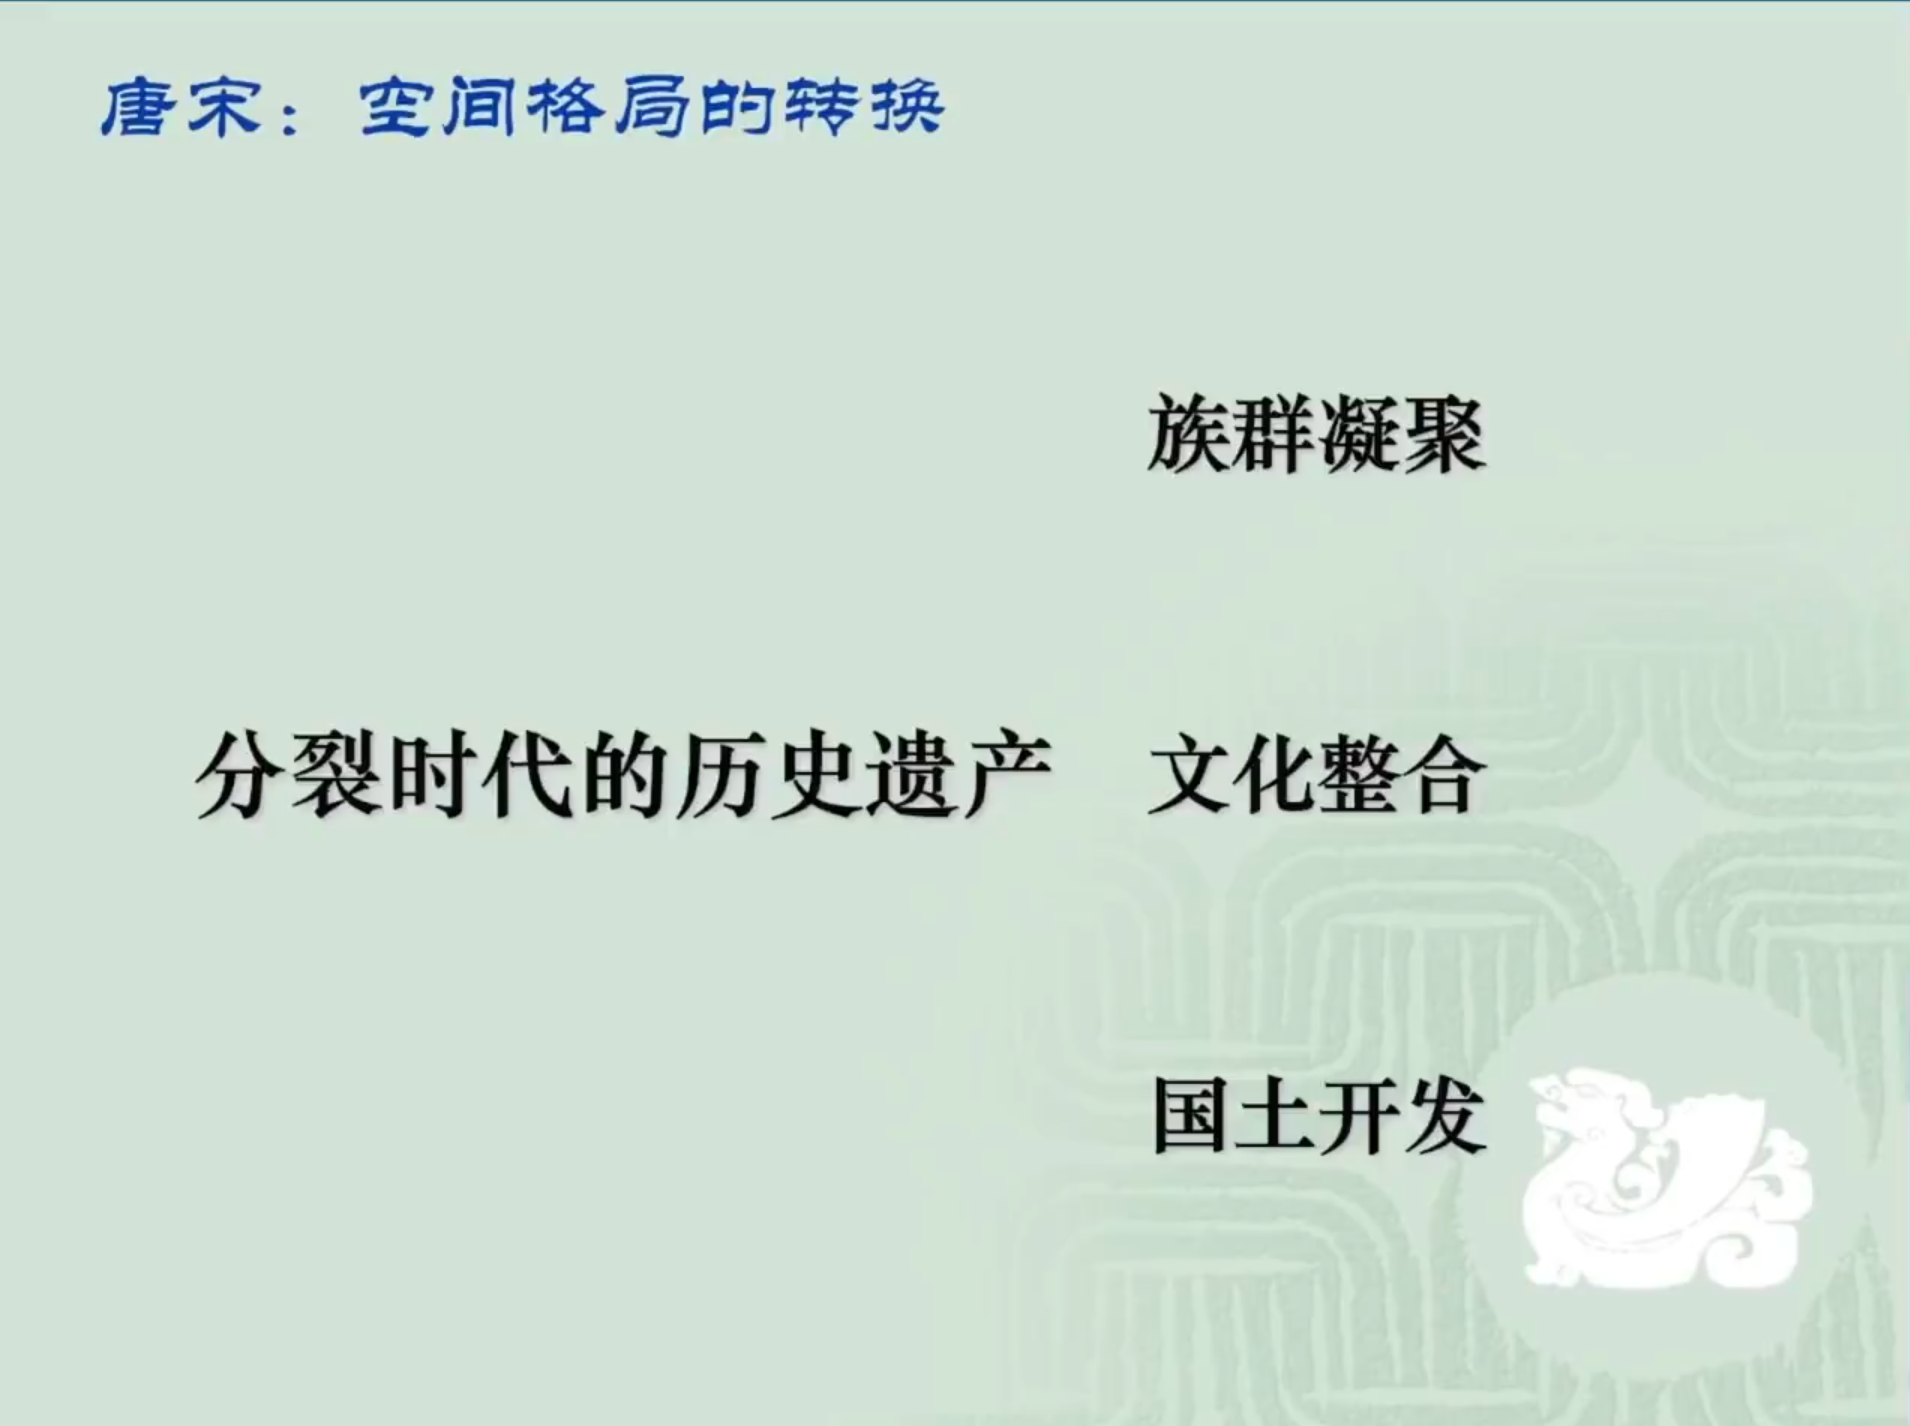 唐宋：空间格局的转换
族群凝聚
分裂时代的历史遗产
文化整合
国土开发